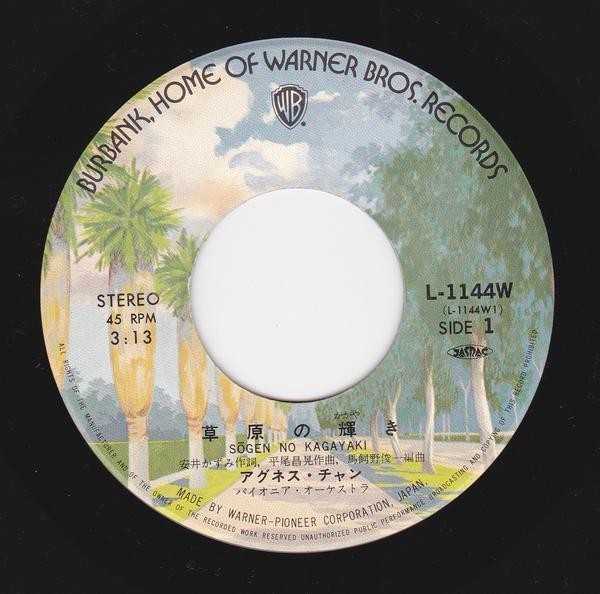 BURBANK, HOME OF WARNER BROS. RECORDS
WB
STEREO
45 RPM
3:13
L-1144W
(L-1144W1)
SIDE 1
JASRAC
かがや
草原の輝き
SŌGEN NO KAGAYAKI
安井かずみ作詞, 平尾昌晃作曲, 馬飼野俊一編曲
アグネス・チャン
パイオニア・オーケストラ
MADE BY WARNER-PIONEER CORPORATION, JAPAN.
ALL RIGHTS OF THE MANUFACTURER AND OF THE OWNER OF THE RECORDED WORK RESERVED UNAUTHORIZED PUBLIC PERFORMANCE BROADCASTING AND COPYING OF THIS RECORD PROHIBITED